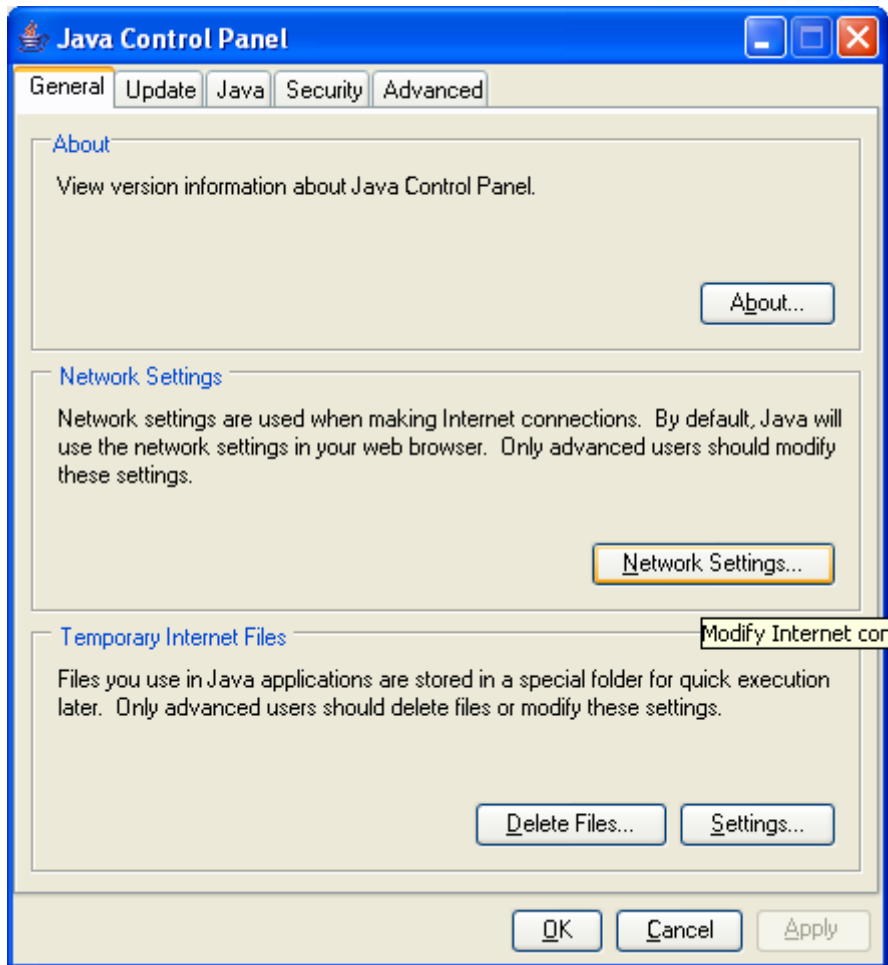 Java Control Panel
General Update Java Security Advanced
About
View version information about Java Control Panel.
About...
Network Settings
Network settings are used when making Internet connections.  By default, Java will
use the network settings in your web browser.  Only advanced users should modify
these settings.
Network Settings...
Modify Internet
Temporary Internet Files
Files you use in Java applications are stored in a special folder for quick execution
later.  Only advanced users should delete files or modify these settings.
Delete Files... Settings...
OK Cancel Apply